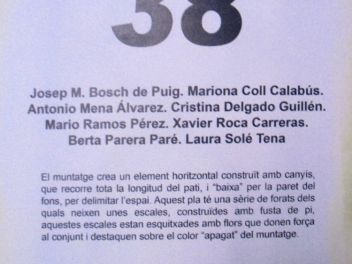 38
Josep M. Bosch de Puig. Mariona Coll Calabús.
Antonio Mena Álvarez. Cristina Delgado Guillén.
Mario Ramos Pérez. Xavier Roca Carreras.
Berta Parera Paré. Laura Solé Tena
El muntatge crea un element horitzontal construït amb canyis,
que recorre tota la longitud del pati, i “baixa” per la paret del
fons, per delimitar l'espai. Aquest pla té una sèrie de forats dels
quals neixen unes escales, construïdes amb fusta de pi,
aquestes escales estan esquitxades amb flors que donen força
al conjunt i destaquen sobre el color “apagat” del muntatge.